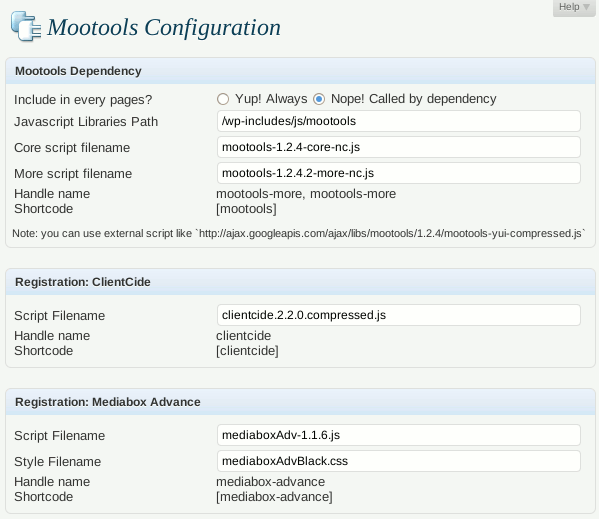 Help
Mootools Configuration
Mootools Dependency
Include in every pages? Yup! Always Nope! Called by dependency
Javascript Libraries Path /wp-includes/js/mootools
Core script filename mootools-1.2.4-core-nc.js
More script filename mootools-1.2.4.2-more-nc.js
Handle name mootools-more, mootools-more
Shortcode [mootools]
Note: you can use external script like `http://ajax.googleapis.com/ajax/libs/mootools/1.2.4/mootools-yui-compressed.js`
Registration: ClientCide
Script Filename clientcide.2.2.0.compressed.js
Handle name clientcide
Shortcode [clientcide]
Registration: Mediabox Advance
Script Filename mediaboxAdv-1.1.6.js
Style Filename mediaboxAdvBlack.css
Handle name mediabox-advance
Shortcode [mediabox-advance]